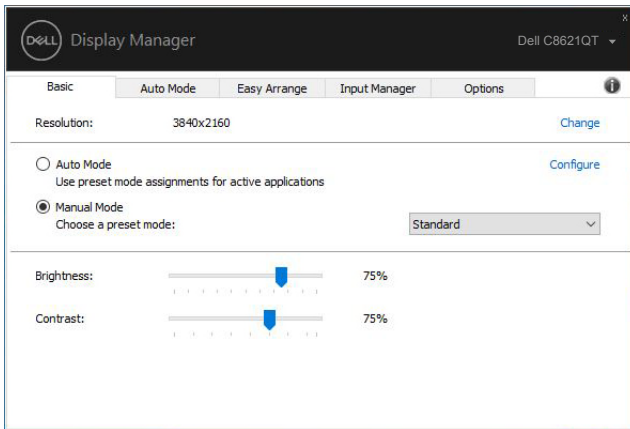 x
DELL Display Manager Dell C8621QT
Basic Auto Mode Easy Arrange Input Manager Options i
Resolution: 3840x2160 Change
Auto Mode Configure
Use preset mode assignments for active applications
Manual Mode
Choose a preset mode: Standard
Brightness: 75%
Contrast: 75%